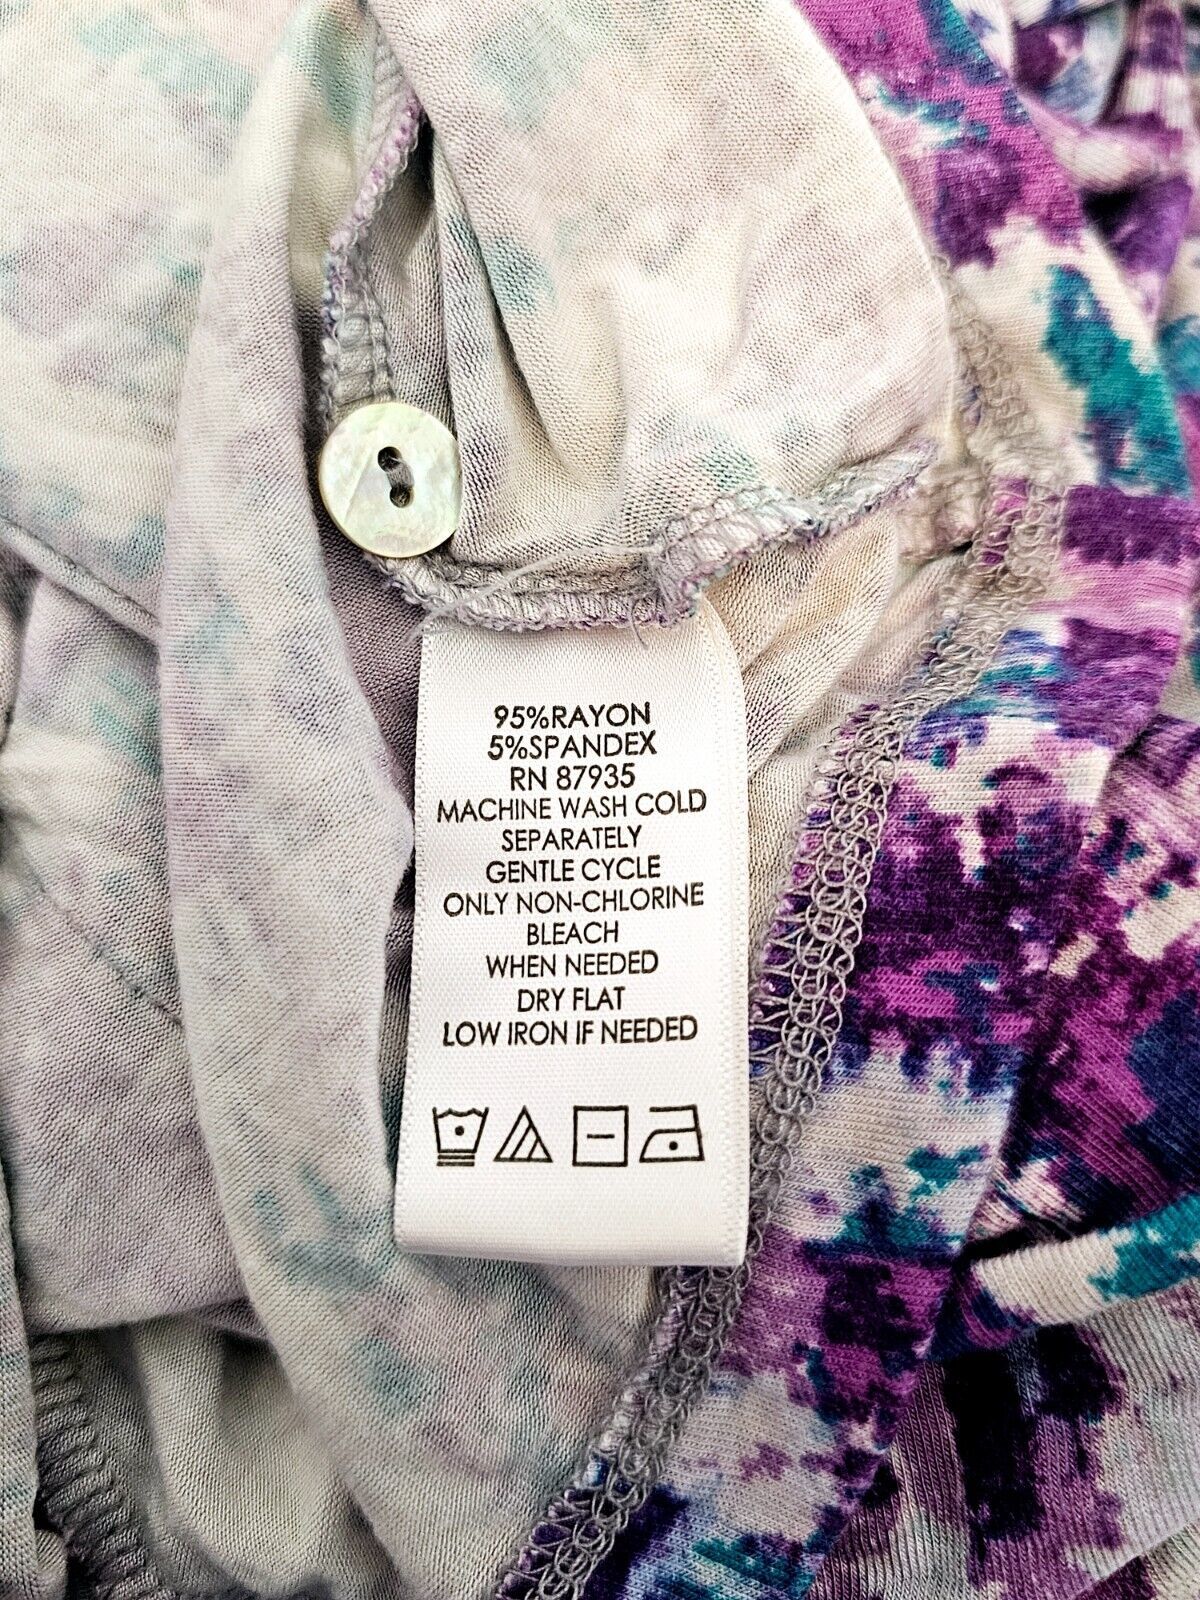 95%RAYON
5%SPANDEX
RN 87935
MACHINE WASH COLD
SEPARATELY
GENTLE CYCLE
ONLY NON-CHLORINE
BLEACH
WHEN NEEDED
DRY FLAT
LOW IRON IF NEEDED